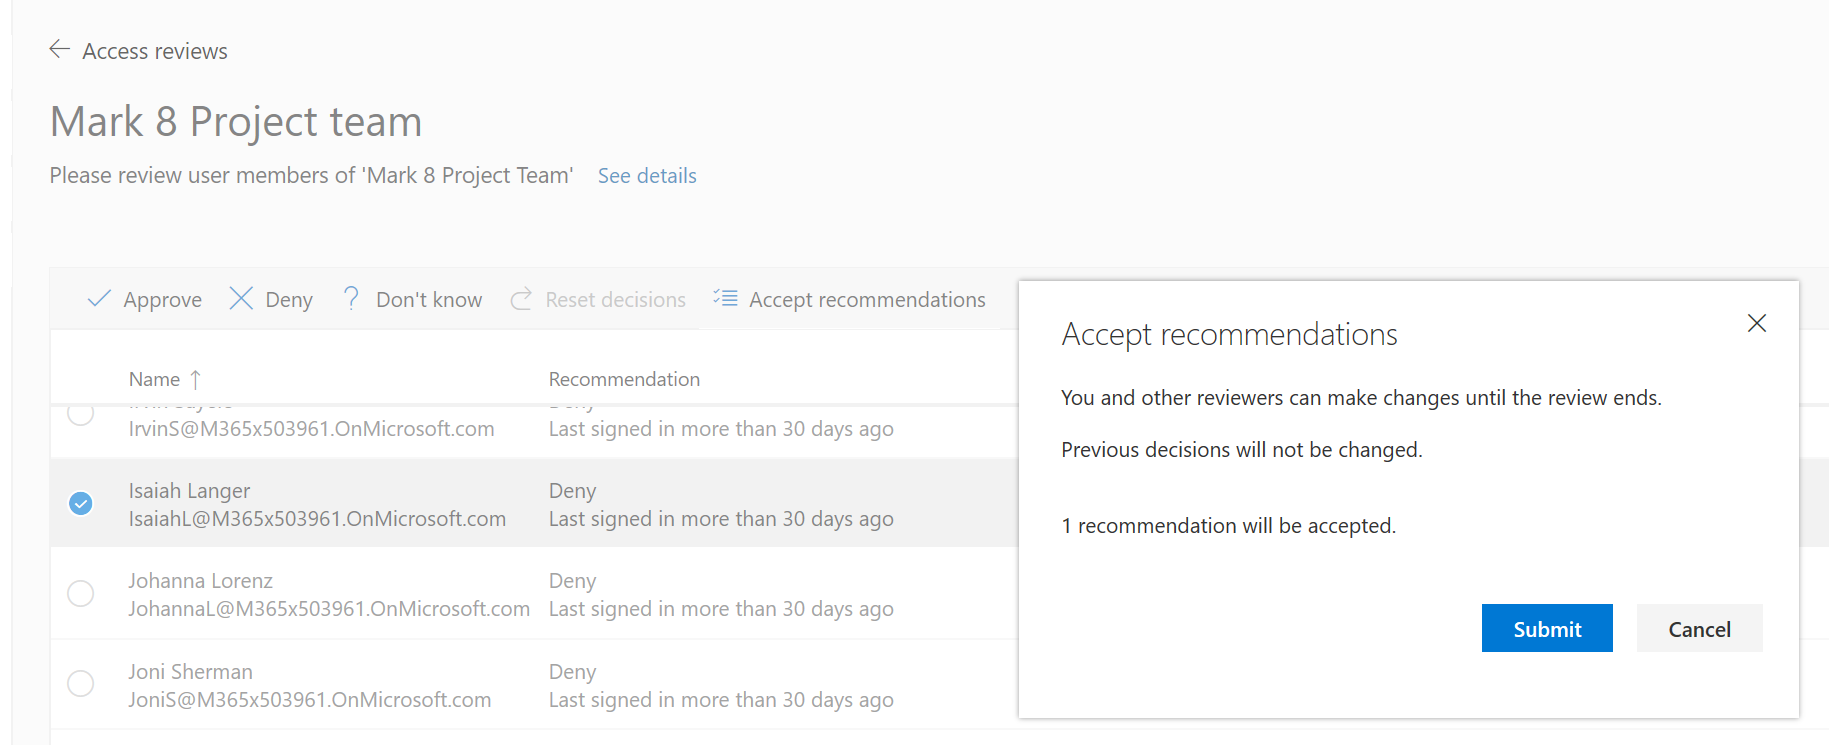 Access reviews
Mark 8 Project team
Please review user members of 'Mark 8 Project Team' See details
Approve Deny Don't know Reset decisions Accept recommendations
Name ↑ Recommendation
IrvinS@M365x503961.OnMicrosoft.com Last signed in more than 30 days ago
Isaiah Langer Deny
IsaiahL@M365x503961.OnMicrosoft.com Last signed in more than 30 days ago
Johanna Lorenz Deny
JohannaL@M365x503961.OnMicrosoft.com Last signed in more than 30 days ago
Joni Sherman Deny
JoniS@M365x503961.OnMicrosoft.com Last signed in more than 30 days ago
Accept recommendations
You and other reviewers can make changes until the review ends.
Previous decisions will not be changed.
1 recommendation will be accepted.
Submit Cancel